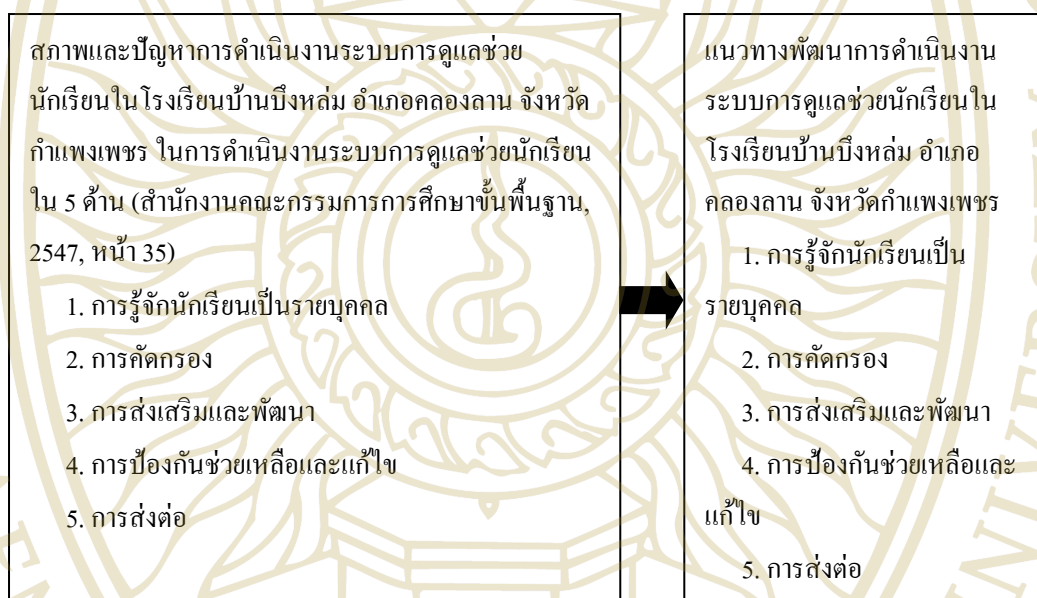 สภาพและปัญหาการดำเนินงานระบบการดูแลช่วย
นักเรียนในโรงเรียนบ้านบึงหล่ม อำเภอคลองลาน จังหวัด
กำแพงเพชร ในการดำเนินงานระบบการดูแลช่วยนักเรียน
ใน 5 ด้าน (สำนักงานคณะกรรมการการศึกษาขั้นพื้นฐาน,
2547, หน้า 35)
1. การรู้จักนักเรียนเป็นรายบุคคล
2. การคัดกรอง
3. การส่งเสริมและพัฒนา
4. การป้องกันช่วยเหลือและแก้ไข
5. การส่งต่อ
แนวทางพัฒนาการดำเนินงาน
ระบบการดูแลช่วยนักเรียนใน
โรงเรียนบ้านบึงหล่ม อำเภอ
คลองลาน จังหวัดกำแพงเพชร
1. การรู้จักนักเรียนเป็น
รายบุคคล
2. การคัดกรอง
3. การส่งเสริมและพัฒนา
4. การป้องกันช่วยเหลือและ
แก้ไข
5. การส่งต่อ